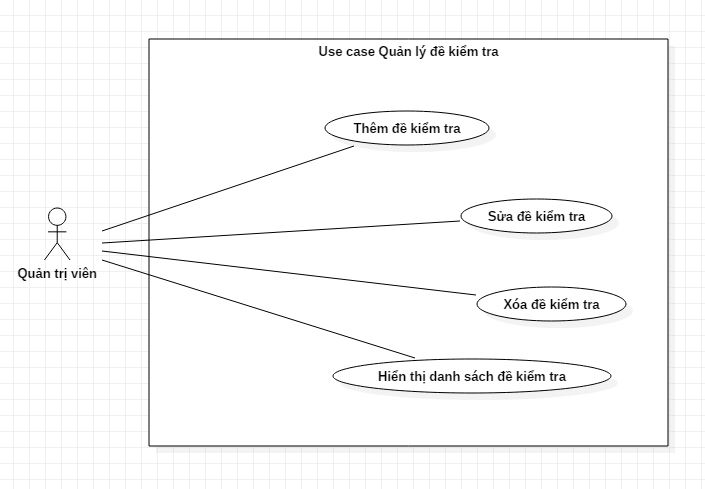 Use case Quản lý đề kiểm tra
Thêm đề kiểm tra
Sửa đề kiểm tra
Quản trị viên
Xóa đề kiểm tra
Hiển thị danh sách đề kiểm tra